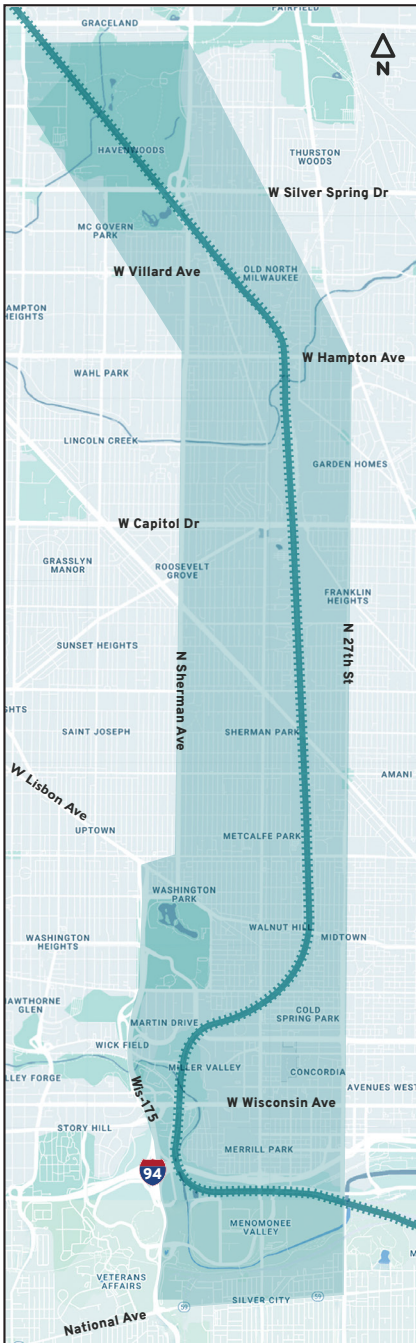 GRACELAND
FAIRFIELD
N
HAVENWOODS
THURSTON
WOODS
W Silver Spring Dr
MC GOVERN
PARK
W Villard Ave
OLD NORTH
MILWAUKEE
AMPTON
HEIGHTS
W Hampton Ave
WAHL PARK
LINCOLN CREEK
GARDEN HOMES
W Capitol Dr
GRASSLYN
MANOR
ROOSEVELT
GROVE
FRANKLIN
HEIGHTS
N 27th St
SUNSET HEIGHTS
N Sherman Ave
GHTS
SAINT JOSEPH
SHERMAN PARK
W Lisbon Ave
AMANI
UPTOWN
METCALFE PARK
WASHINGTON
PARK
WALNUT HILL
MIDTOWN
WASHINGTON
HEIGHTS
HAWTHORNE
GLEN
MARTIN DRIVE
COLD
SPRING PARK
WICK FIELD
LLEY FORGE
MILLER VALLEY
CONCORDIA
AVENUES WEST
Wis-175
W Wisconsin Ave
STORY HILL
MERRILL PARK
94
MENOMONEE
VALLEY
M
VETERANS
AFFAIRS
SILVER CITY
59
59
National Ave